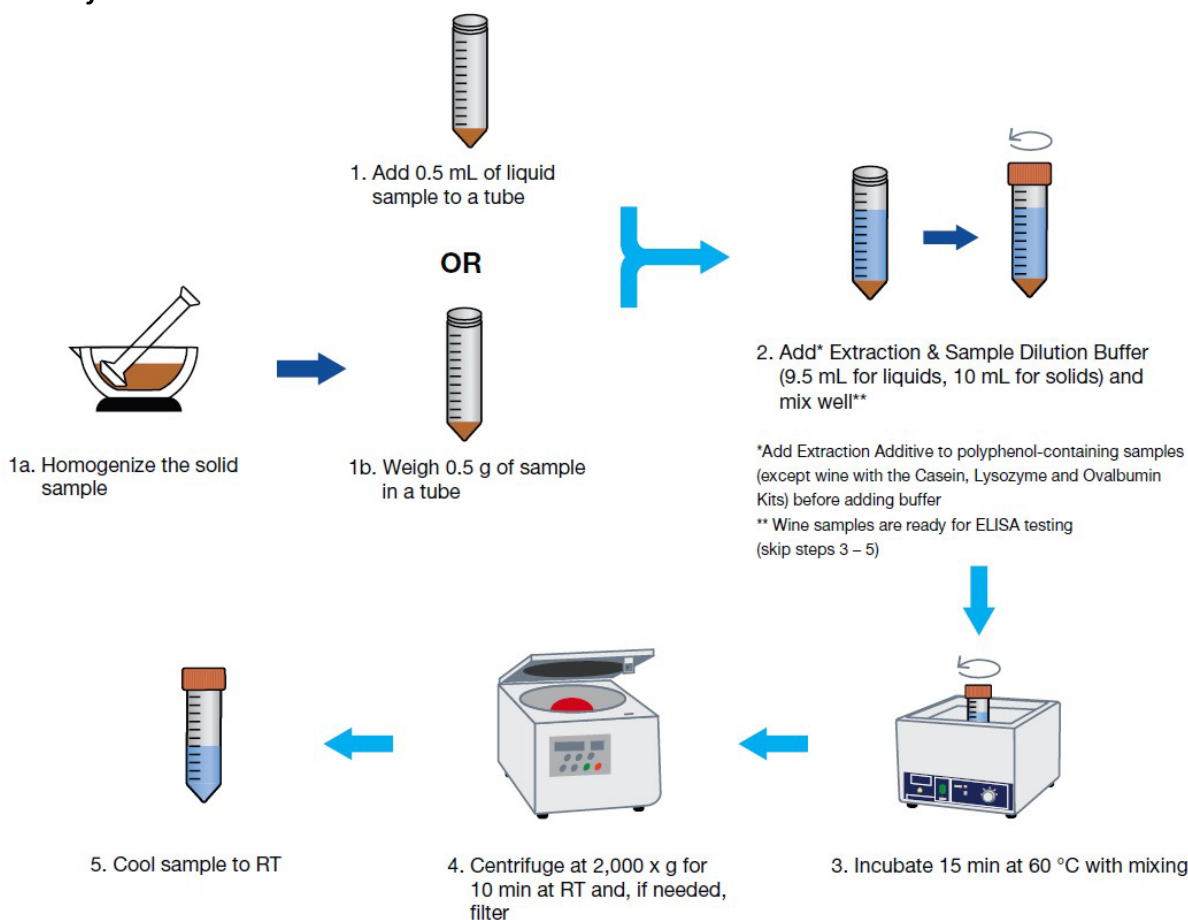 1. Add 0.5 mL of liquid
sample to a tube
OR
1a. Homogenize the solid
sample
1b. Weigh 0.5 g of sample
in a tube
2. Add* Extraction & Sample Dilution Buffer
(9.5 mL for liquids, 10 mL for solids) and
mix well**
*Add Extraction Additive to polyphenol-containing samples
(except wine with the Casein, Lysozyme and Ovalbumin
Kits) before adding buffer
** Wine samples are ready for ELISA testing
(skip steps 3 – 5)
3. Incubate 15 min at 60 °C with mixing
4. Centrifuge at 2,000 x g for
10 min at RT and, if needed,
filter
5. Cool sample to RT